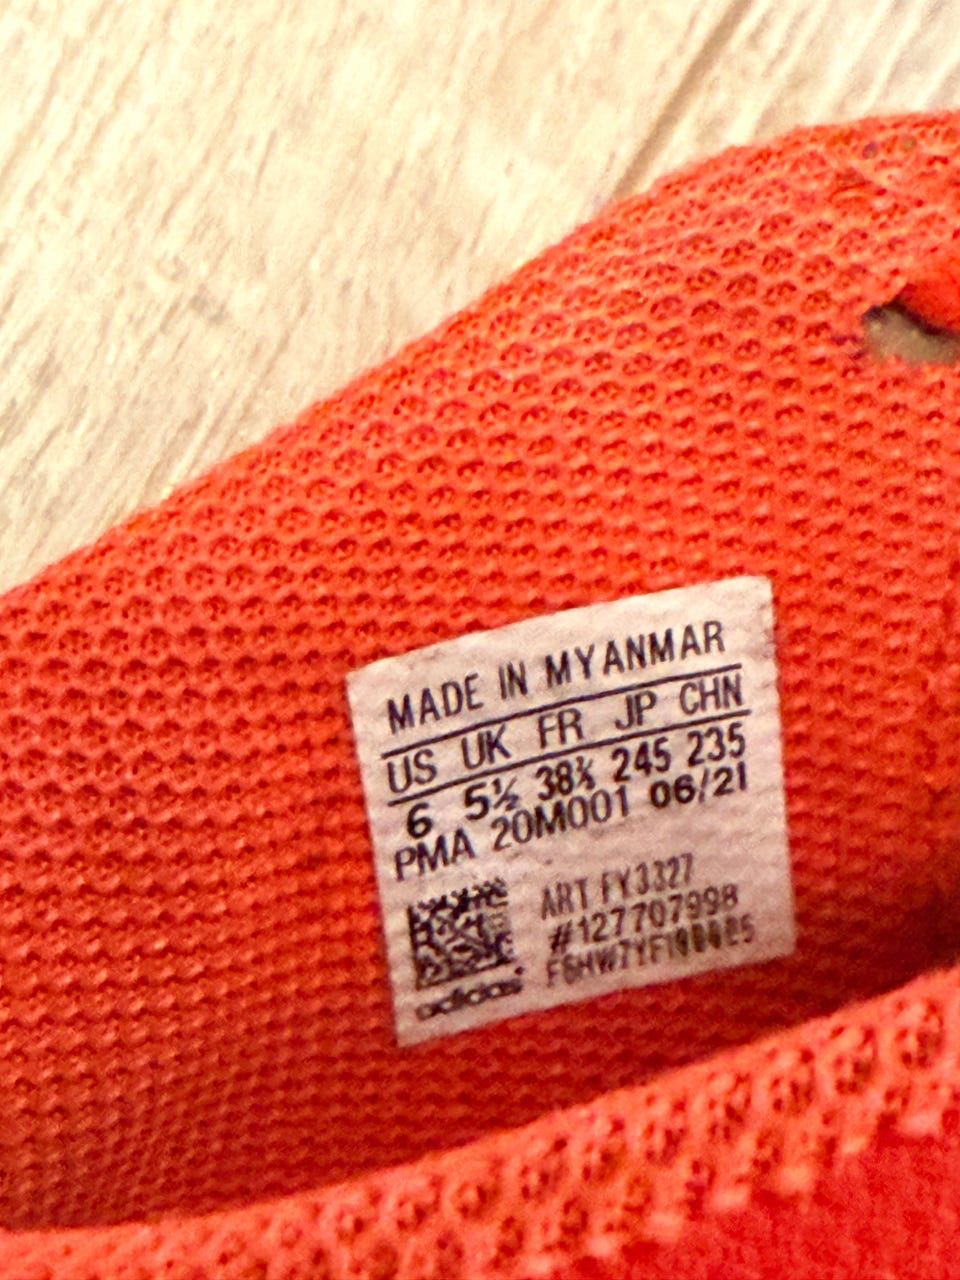 MADE IN MYANMAR
US UK FR JP CHN
6 5½ 38⅔ 245 235
PMA 20M001 06/21
ART FY3327
#127707998
adidas